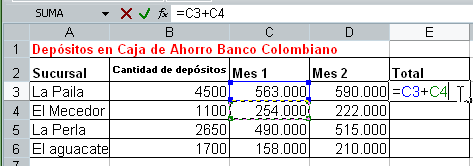 SUMA =C3+C4
A B C D E
1 Depósitos en Caja de Ahorro Banco Colombiano
2 Sucursal Cantidad de depósitos Mes 1 Mes 2 Total
3 La Paila 4500 563.000 590.000 =C3+C4
4 El Mecedor 1100 254.000 222.000
5 La Perla 2650 490.000 515.000
6 El aguacate 1700 158.000 210.000